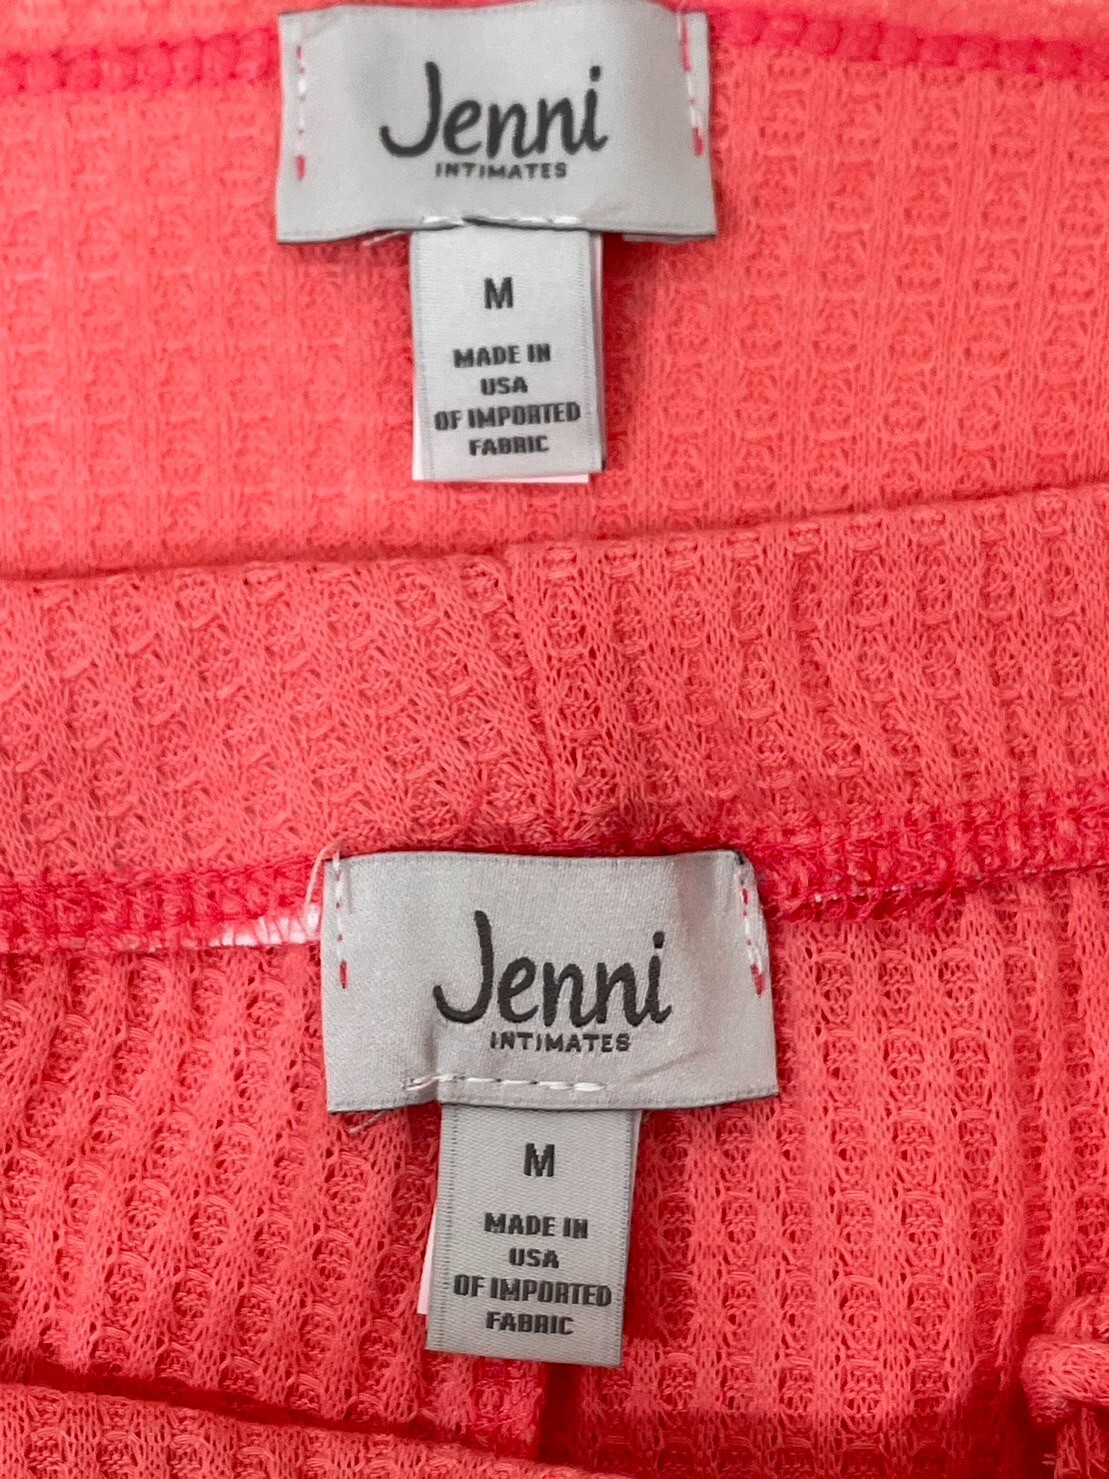 Jenni
INTIMATES
M
MADE IN
USA
OF IMPORTED
FABRIC
Jenni
INTIMATES
M
MADE IN
USA
OF IMPORTED
FABRIC